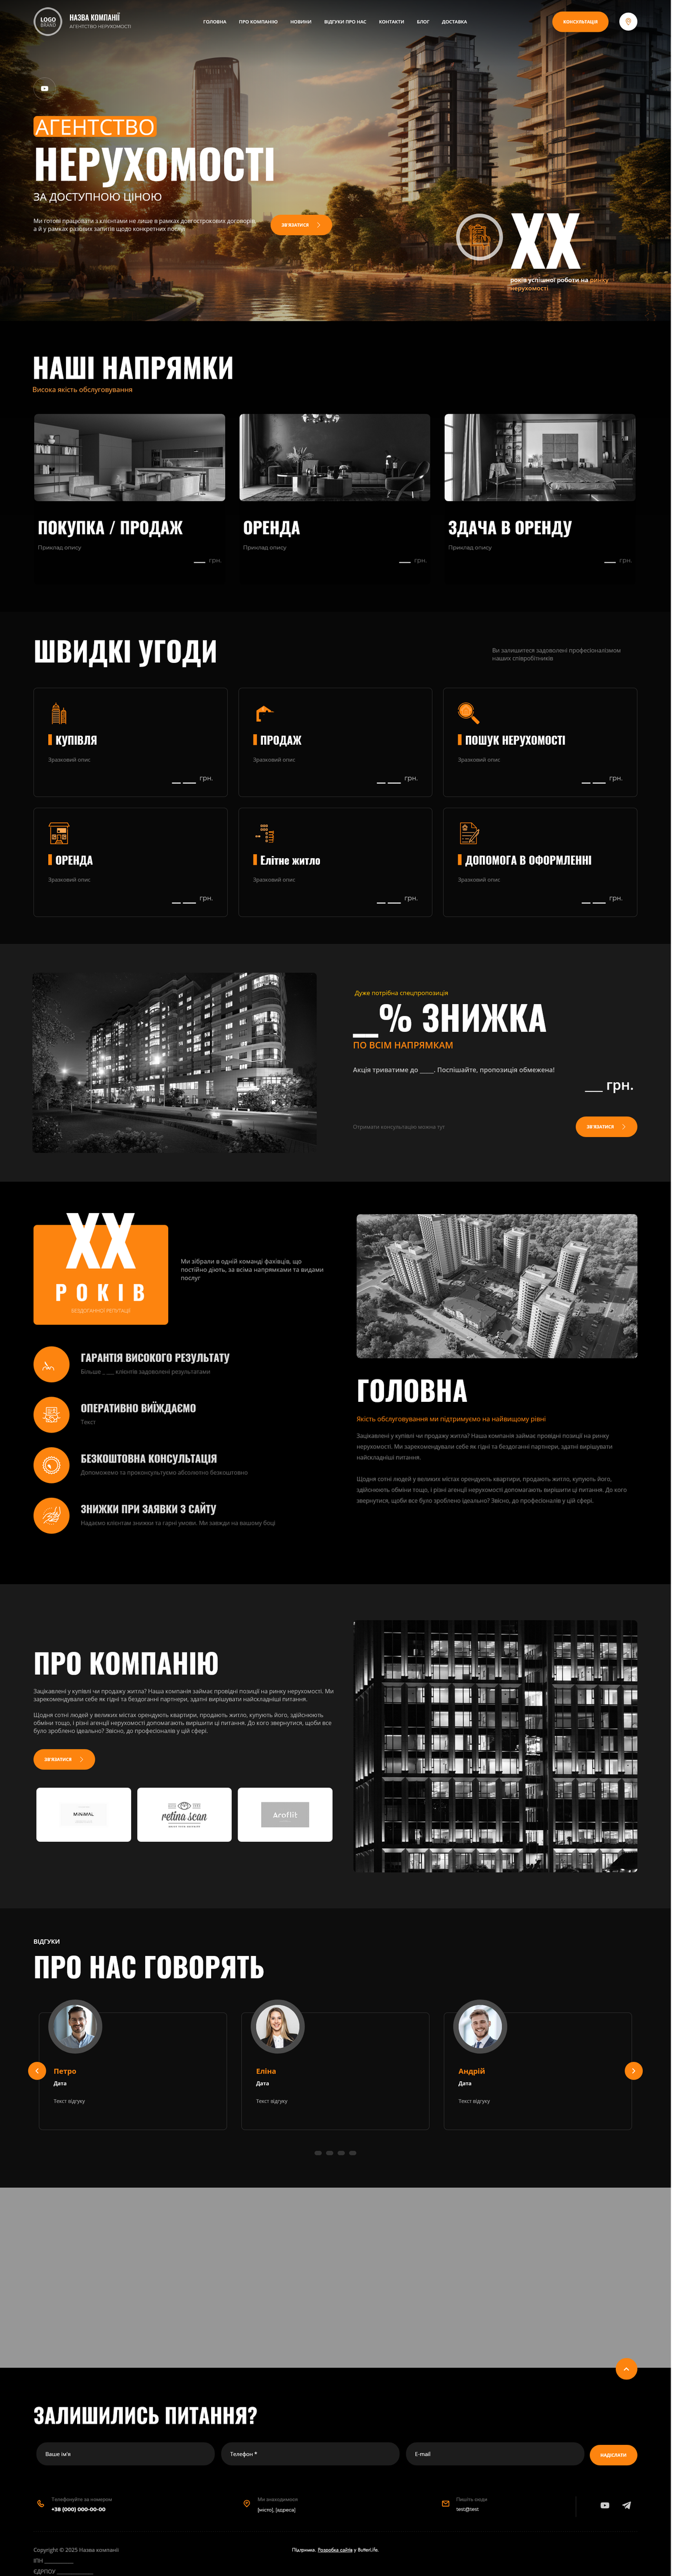 LOGO
BRAND
НАЗВА КОМПАНІЇ
АГЕНТСТВО НЕРУХОМОСТІ
ГОЛОВНА
ПРО КОМПАНІЮ
НОВИНИ
ВІДГУКИ ПРО НАС
КОНТАКТИ
БЛОГ
ДОСТАВКА
КОНСУЛЬТАЦІЯ
АГЕНТСТВО
НЕРУХОМОСТІ
ЗА ДОСТУПНОЮ ЦІНОЮ
Ми готові працювати з клієнтами не лише в рамках довгострокових договорів,
а й у рамках разових запитів щодо конкретних послуг
ЗВ'ЯЗАТИСЯ
XX
років успішної роботи на ринку
нерухомості
НАШІ НАПРЯМКИ
Висока якість обслуговування
ПОКУПКА / ПРОДАЖ
Приклад опису
___ грн.
ОРЕНДА
Приклад опису
___ грн.
ЗДАЧА В ОРЕНДУ
Приклад опису
___ грн.
ШВИДКІ УГОДИ
Ви залишитеся задоволені професіоналізмом
наших співробітників
КУПІВЛЯ
Зразковий опис
__ ___ грн.
ПРОДАЖ
Зразковий опис
__ ___ грн.
ПОШУК НЕРУХОМОСТІ
Зразковий опис
__ ___ грн.
ОРЕНДА
Зразковий опис
__ ___ грн.
Елітне житло
Зразковий опис
__ ___ грн.
ДОПОМОГА В ОФОРМЛЕННІ
Зразковий опис
__ ___ грн.
Дуже потрібна спецпропозиція
__% ЗНИЖКА
ПО ВСІМ НАПРЯМКАМ
Акція триватиме до _____. Поспішайте, пропозиція обмежена!
___ грн.
Отримати консультацію можна тут
ЗВ'ЯЗАТИСЯ
XX
РОКІВ
БЕЗДОГАННОЇ РЕПУТАЦІЇ
Ми зібрали в одній команді фахівців, що
постійно діють, за всіма напрямками та видами
послуг
ГАРАНТІЯ ВИСОКОГО РЕЗУЛЬТАТУ
Більше _ ___ клієнтів задоволені результатами
ОПЕРАТИВНО ВИЇЖДЖАЄМО
Текст
БЕЗКОШТОВНА КОНСУЛЬТАЦІЯ
Допоможемо та проконсультуємо абсолютно безкоштовно
ЗНИЖКИ ПРИ ЗАЯВКИ З САЙТУ
Надаємо клієнтам знижки та гарні умови. Ми завжди на вашому боці
ГОЛОВНА
Якість обслуговування ми підтримуємо на найвищому рівні
Зацікавлені у купівлі чи продажу житла? Наша компанія займає провідні позиції на ринку
нерухомості. Ми зарекомендували себе як гідні та бездоганні партнери, здатні вирішувати
найскладніші питання.
Щодня сотні людей у великих містах орендують квартири, продають житло, купують його,
здійснюють обміни тощо, і різні агенції нерухомості допомагають вирішити ці питання. До кого
звернутися, щоби все було зроблено ідеально? Звісно, до професіоналів у цій сфері.
ПРО КОМПАНІЮ
Зацікавлені у купівлі чи продажу житла? Наша компанія займає провідні позиції на ринку нерухомості. Ми
зарекомендували себе як гідні та бездоганні партнери, здатні вирішувати найскладніші питання.
Щодня сотні людей у великих містах орендують квартири, продають житло, купують його, здійснюють
обміни тощо, і різні агенції нерухомості допомагають вирішити ці питання. До кого звернутися, щоби все
було зроблено ідеально? Звісно, до професіоналів у цій сфері.
ЗВ'ЯЗАТИСЯ
MINIMAL
retina scan
Aroflit
ВІДГУКИ
ПРО НАС ГОВОРЯТЬ
Петро
Дата
Текст відгуку
Еліна
Дата
Текст відгуку
Андрій
Дата
Текст відгуку
ЗАЛИШИЛИСЬ ПИТАННЯ?
Ваше ім'я
Телефон *
E-mail
НАДІСЛАТИ
Телефонуйте за номером
+38 (000) 000-00-00
Ми знаходимося
[місто], [адреса]
Пишіть сюди
test@test
Copyright © 2025 Назва компанії
ІПН ____________
ЄДРПОУ _______________
Підтримка. Розробка сайтів у ButterLife.